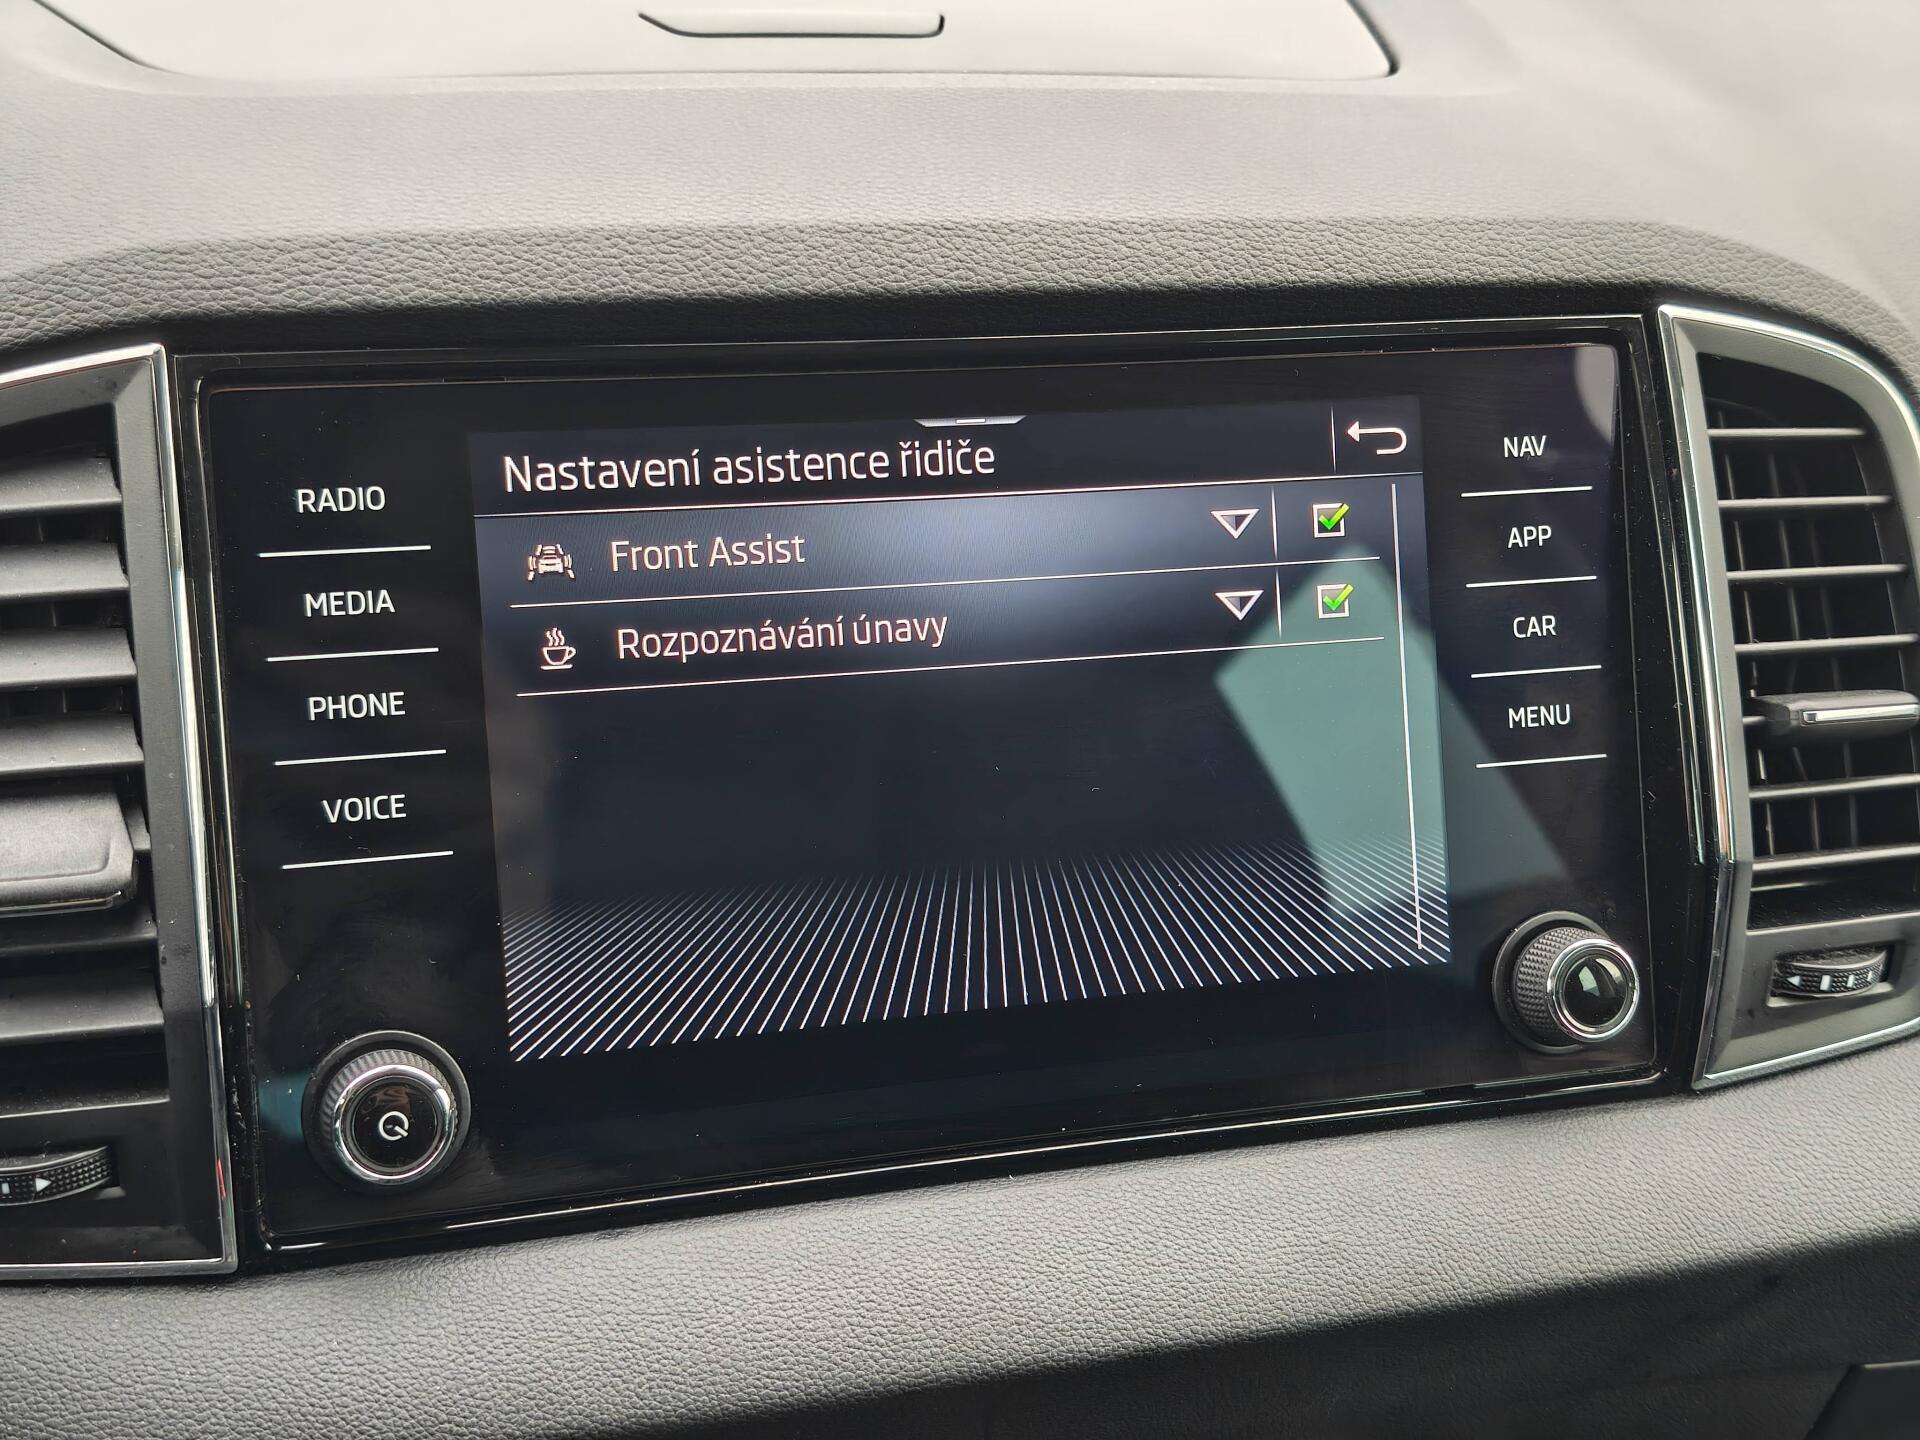 Nastavení asistence řidiče
Front Assist
Rozpoznávání únavy
RADIO
MEDIA
PHONE
VOICE
NAV
APP
CAR
MENU